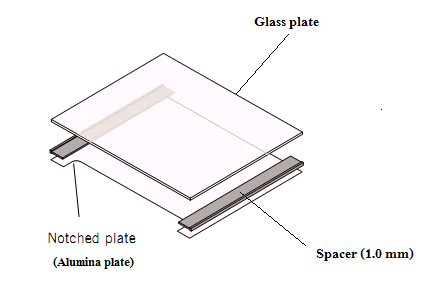 Glass plate
Notched plate
(Alumina plate)
Spacer (1.0 mm)